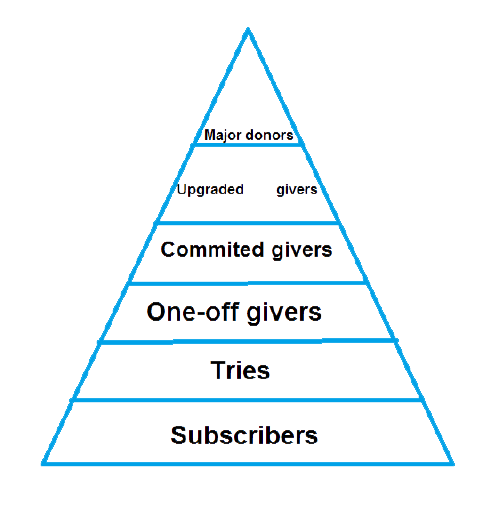 Major donors
Upgraded givers
Commited givers
One-off givers
Tries
Subscribers